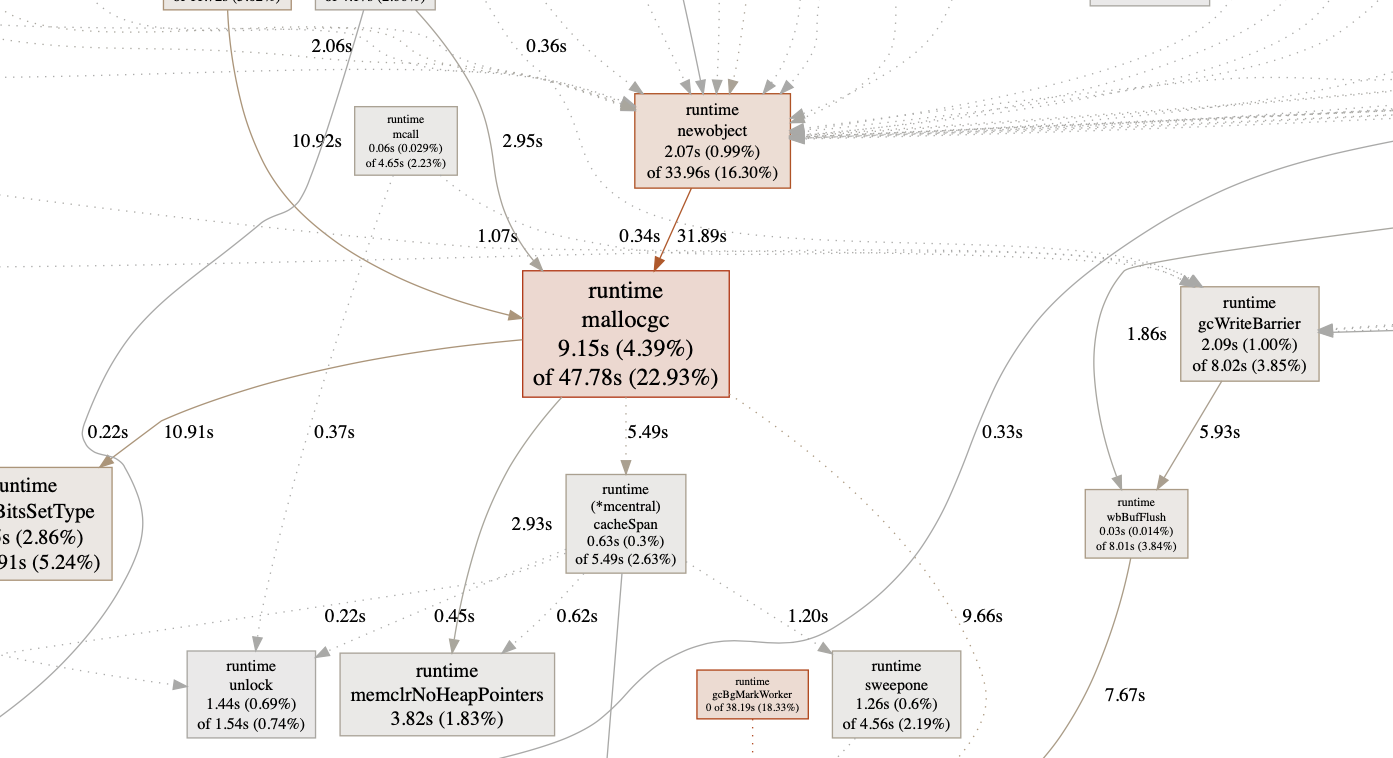 2.06s
0.36s
runtime
newobject
2.07s (0.99%)
of 33.96s (16.30%)
runtime
mcall
0.06s (0.029%)
of 4.65s (2.23%)
10.92s
2.95s
1.07s
0.34s
31.89s
runtime
mallocgc
9.15s (4.39%)
of 47.78s (22.93%)
runtime
gcWriteBarrier
2.09s (1.00%)
of 8.02s (3.85%)
1.86s
0.22s
10.91s
0.37s
5.49s
0.33s
5.93s
untime
BitsSetType
s (2.86%)
91s (5.24%)
runtime
(*mcentral)
cacheSpan
0.63s (0.3%)
of 5.49s (2.63%)
2.93s
runtime
wbBufFlush
0.03s (0.014%)
of 8.01s (3.84%)
0.22s
0.45s
0.62s
1.20s
9.66s
runtime
unlock
1.44s (0.69%)
of 1.54s (0.74%)
runtime
memclrNoHeapPointers
3.82s (1.83%)
runtime
gcBgMarkWorker
0 of 38.19s (18.33%)
runtime
sweepone
1.26s (0.6%)
of 4.56s (2.19%)
7.67s